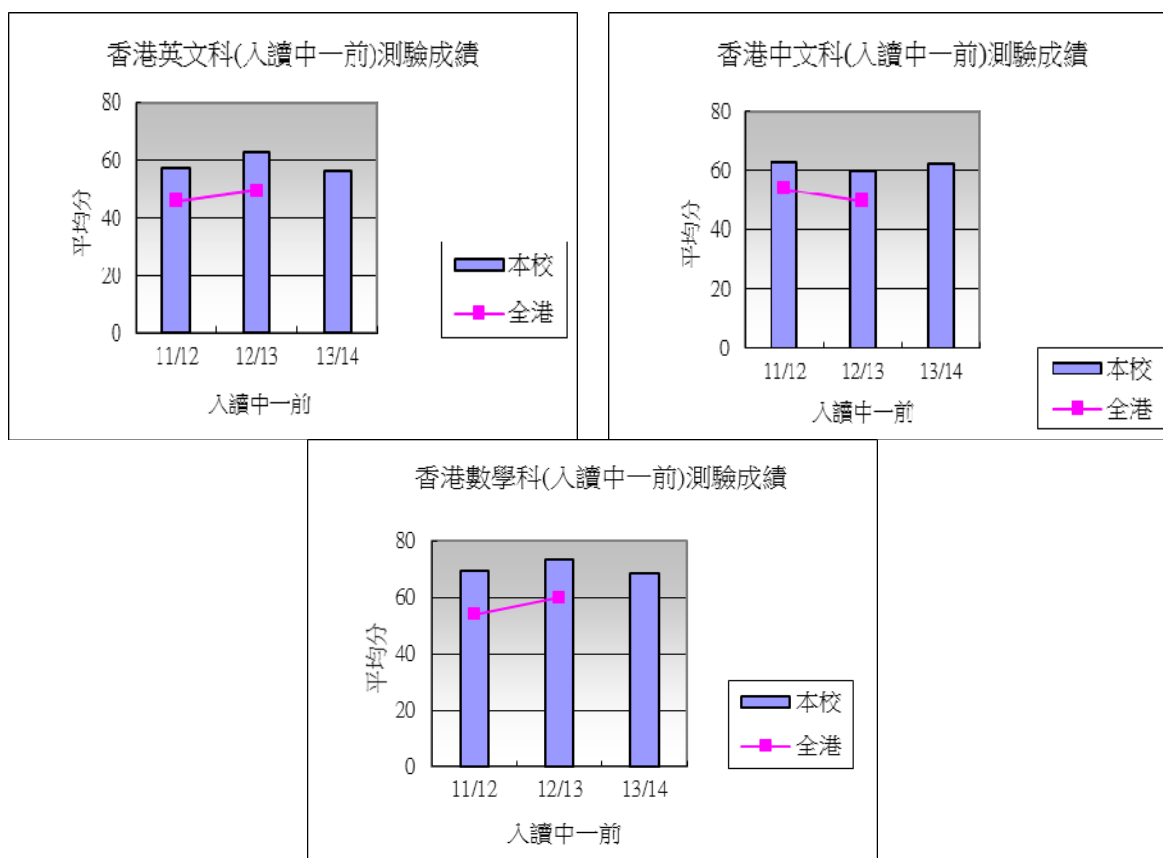 香港英文科(入讀中一前)測驗成績
80
60
40
20
0
平均分
11/12 12/13 13/14
入讀中一前
本校
全港
香港中文科(入讀中一前)測驗成績
80
60
40
20
0
平均分
11/12 12/13 13/14
入讀中一前
本校
全港
香港數學科(入讀中一前)測驗成績
80
60
40
20
0
平均分
11/12 12/13 13/14
入讀中一前
本校
全港